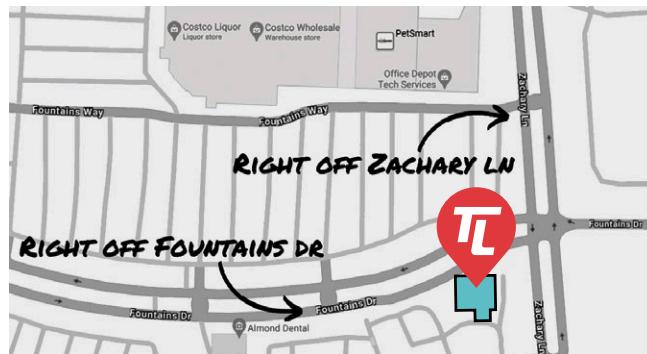 Costco Liquor
Liquor store
Costco Wholesale
Warehouse store
PetSmart
Office Depot
Tech Services
Zachary Ln
Fountains Way
Fountains Way
RIGHT OFF ZACHARY LN
TL
Fountains Dr
RIGHT OFF FOUNTAINS DR
Fountains Dr
Fountains Dr
Zachary Ln
Almond Dental